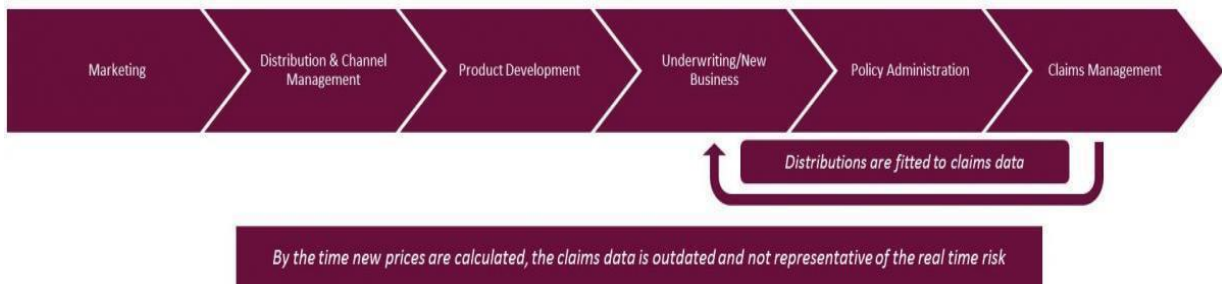 Marketing
Distribution & Channel
Management
Product Development
Underwriting/New
Business
Policy Administration
Claims Management
Distributions are fitted to claims data
By the time new prices are calculated, the claims data is outdated and not representative of the real time risk